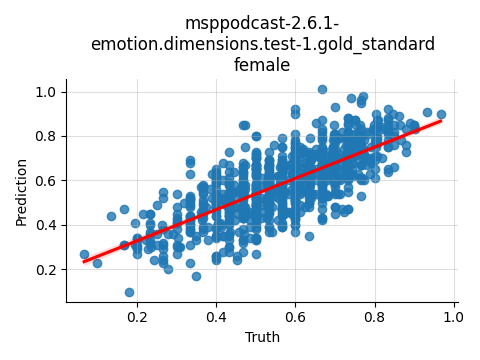 msppodcast-2.6.1-
emotion.dimensions.test-1.gold_standard
female
1.0
0.8
0.6
0.4
0.2
Prediction
0.2
0.4
0.6
0.8
1.0
Truth